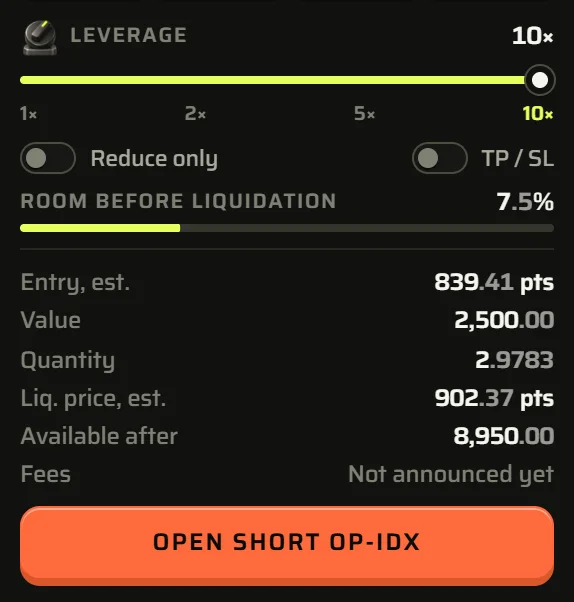 LEVERAGE 10×
1× 2× 5× 10×
Reduce only TP / SL
ROOM BEFORE LIQUIDATION 7.5%
Entry, est. 839.41 pts
Value 2,500.00
Quantity 2.9783
Liq. price, est. 902.37 pts
Available after 8,950.00
Fees Not announced yet
OPEN SHORT OP-IDX